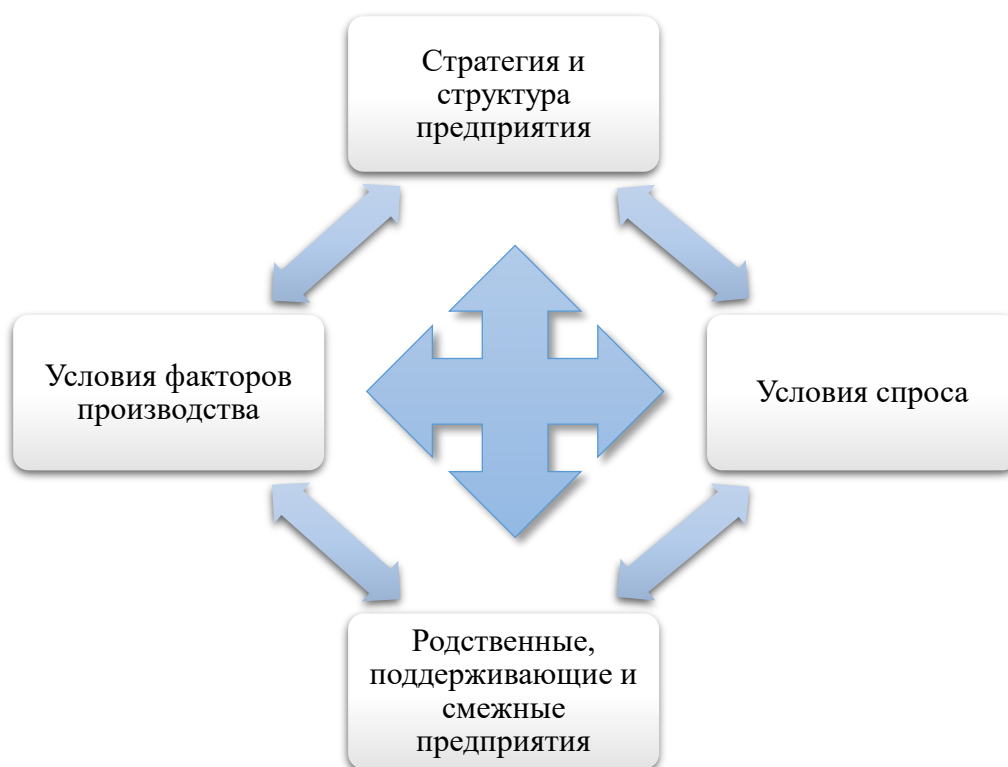 Стратегия и
структура
предприятия
Условия факторов
производства
Условия спроса
Родственные,
поддерживающие и
смежные
предприятия